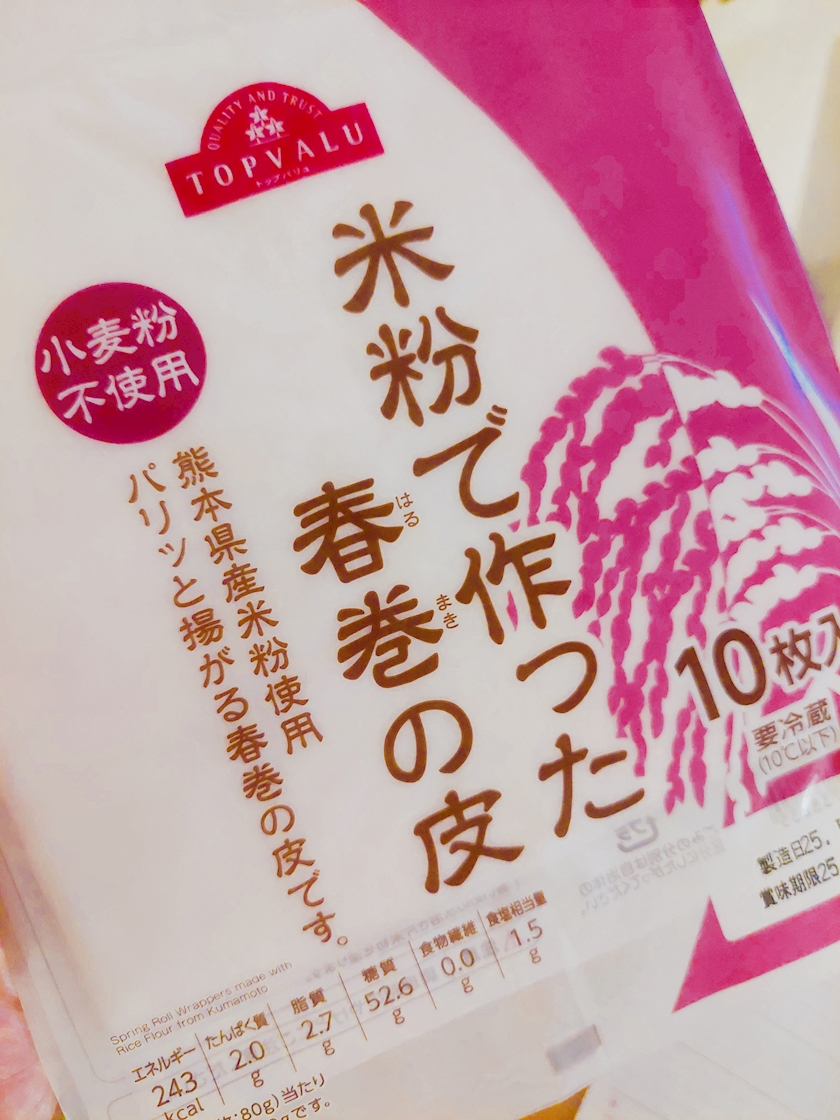 QUALITY AND TRUST
TOPVALU
トップバリュ
小麦粉
不使用
米粉で作った
春巻の皮
はる
まき
熊本県産米粉使用
パリッと揚がる春巻の皮です。
10枚入
要冷蔵
(10℃以下)
製造日25.
賞味期限25
Spring Roll Wrappers made with
Rice Flour from Kumamoto
エネルギー たんぱく質 脂質 糖質 食物繊維 食塩相当量
243 2.0 2.7 52.6 0.0 1.5
kcal g g g g g
:80g)当たり
gです。